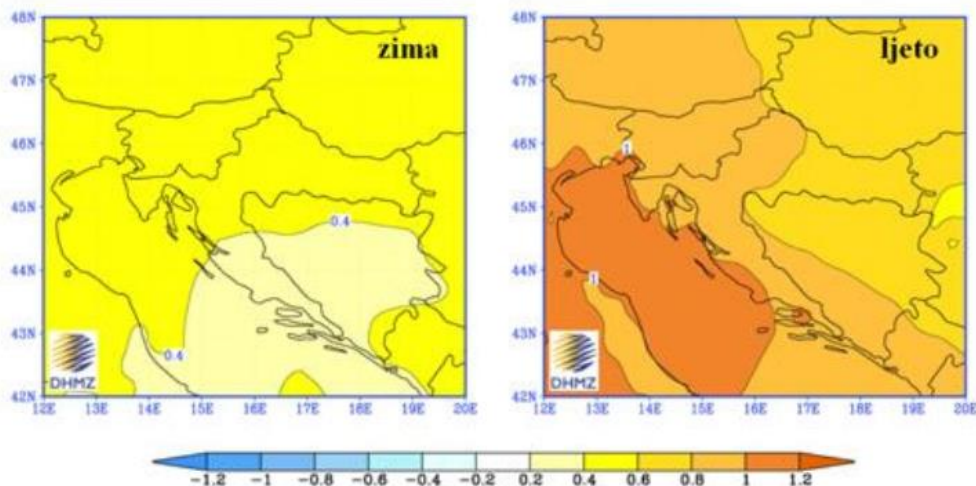 48N
47N
46N
45N
44N
43N
42N
12E 13E 14E 15E 16E 17E 18E 19E 20E
zima
0.4
0.4
DHMZ
48N
47N
46N
45N
44N
43N
42N
12E 13E 14E 15E 16E 17E 18E 19E 20E
ljeto
1
1
DHMZ
-1.2 -1 -0.8 -0.6 -0.4 -0.2 0.2 0.4 0.6 0.8 1 1.2